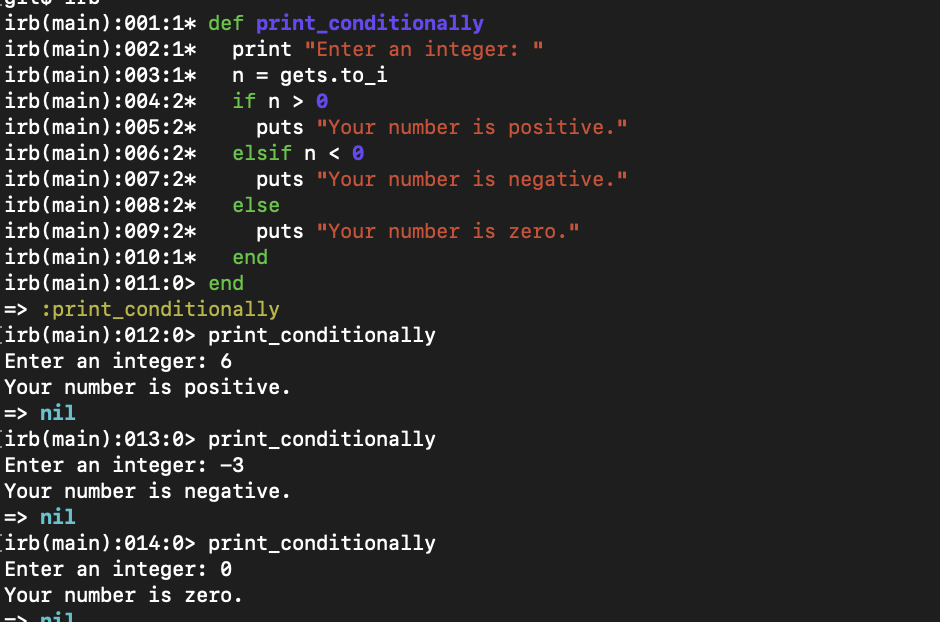 git$ irb
irb(main):001:1* def print_conditionally
irb(main):002:1*   print "Enter an integer: "
irb(main):003:1*   n = gets.to_i
irb(main):004:2*   if n > 0
irb(main):005:2*     puts "Your number is positive."
irb(main):006:2*   elsif n < 0
irb(main):007:2*     puts "Your number is negative."
irb(main):008:2*   else
irb(main):009:2*     puts "Your number is zero."
irb(main):010:1*   end
irb(main):011:0> end
=> :print_conditionally
irb(main):012:0> print_conditionally
Enter an integer: 6
Your number is positive.
=> nil
irb(main):013:0> print_conditionally
Enter an integer: -3
Your number is negative.
=> nil
irb(main):014:0> print_conditionally
Enter an integer: 0
Your number is zero.
=> nil